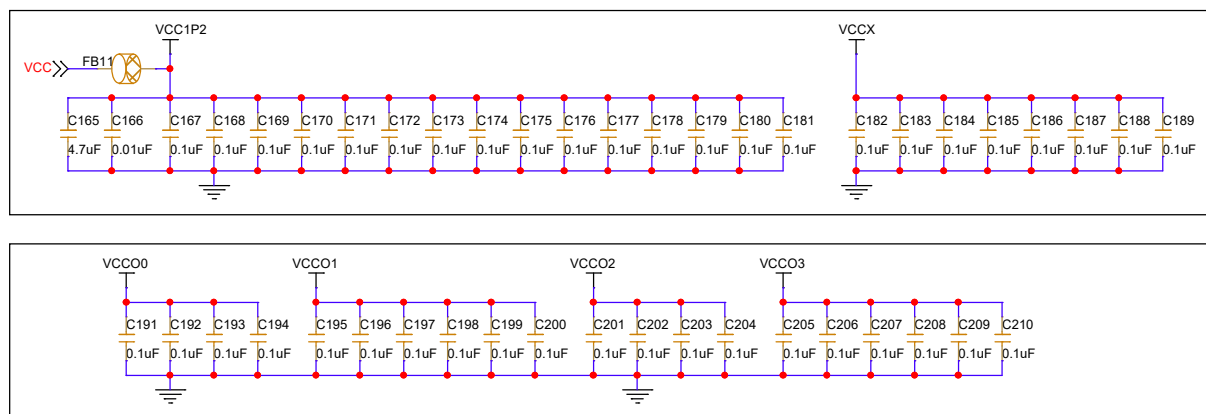 VCC1P2 VCCX
VCC FB11
C165 C166 C167 C168 C169 C170 C171 C172 C173 C174 C175 C176 C177 C178 C179 C180 C181 C182 C183 C184 C185 C186 C187 C188 C189
4.7uF 0.01uF 0.1uF 0.1uF 0.1uF 0.1uF 0.1uF 0.1uF 0.1uF 0.1uF 0.1uF 0.1uF 0.1uF 0.1uF 0.1uF 0.1uF 0.1uF 0.1uF 0.1uF 0.1uF 0.1uF 0.1uF 0.1uF 0.1uF 0.1uF
VCCO0 VCCO1 VCCO2 VCCO3
C191 C192 C193 C194 C195 C196 C197 C198 C199 C200 C201 C202 C203 C204 C205 C206 C207 C208 C209 C210
0.1uF 0.1uF 0.1uF 0.1uF 0.1uF 0.1uF 0.1uF 0.1uF 0.1uF 0.1uF 0.1uF 0.1uF 0.1uF 0.1uF 0.1uF 0.1uF 0.1uF 0.1uF 0.1uF 0.1uF